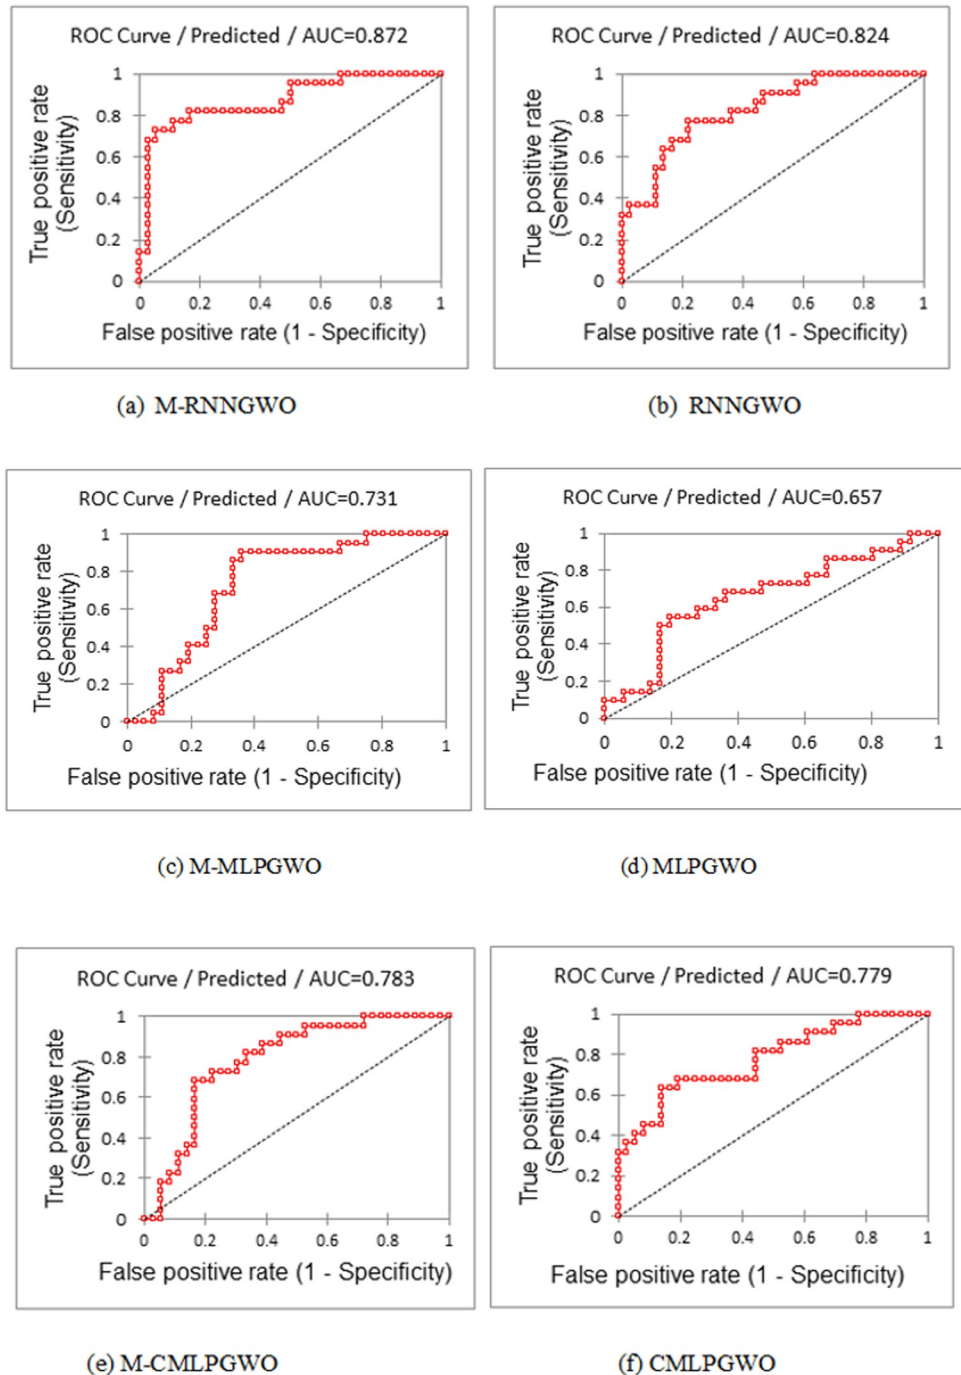 ROC Curve / Predicted / AUC=0.872
True positive rate
(Sensitivity)
1
0.8
0.6
0.4
0.2
0
0 0.2 0.4 0.6 0.8 1
False positive rate (1 - Specificity)
(a) M-RNNGWO
ROC Curve / Predicted / AUC=0.824
True positive rate
(Sensitivity)
1
0.8
0.6
0.4
0.2
0
0 0.2 0.4 0.6 0.8 1
False positive rate (1 - Specificity)
(b) RNNGWO
ROC Curve / Predicted / AUC=0.731
True positive rate
(Sensitivity)
1
0.8
0.6
0.4
0.2
0
0 0.2 0.4 0.6 0.8 1
False positive rate (1 - Specificity)
(c) M-MLPGWO
ROC Curve / Predicted / AUC=0.657
True positive rate
(Sensitivity)
1
0.8
0.6
0.4
0.2
0
0 0.2 0.4 0.6 0.8 1
False positive rate (1 - Specificity)
(d) MLPGWO
ROC Curve / Predicted / AUC=0.783
True positive rate
(Sensitivity)
1
0.8
0.6
0.4
0.2
0
0 0.2 0.4 0.6 0.8 1
False positive rate (1 - Specificity)
(e) M-CMLPGWO
ROC Curve / Predicted / AUC=0.779
True positive rate
(Sensitivity)
1
0.8
0.6
0.4
0.2
0
0 0.2 0.4 0.6 0.8 1
False positive rate (1 - Specificity)
(f) CMLPGWO